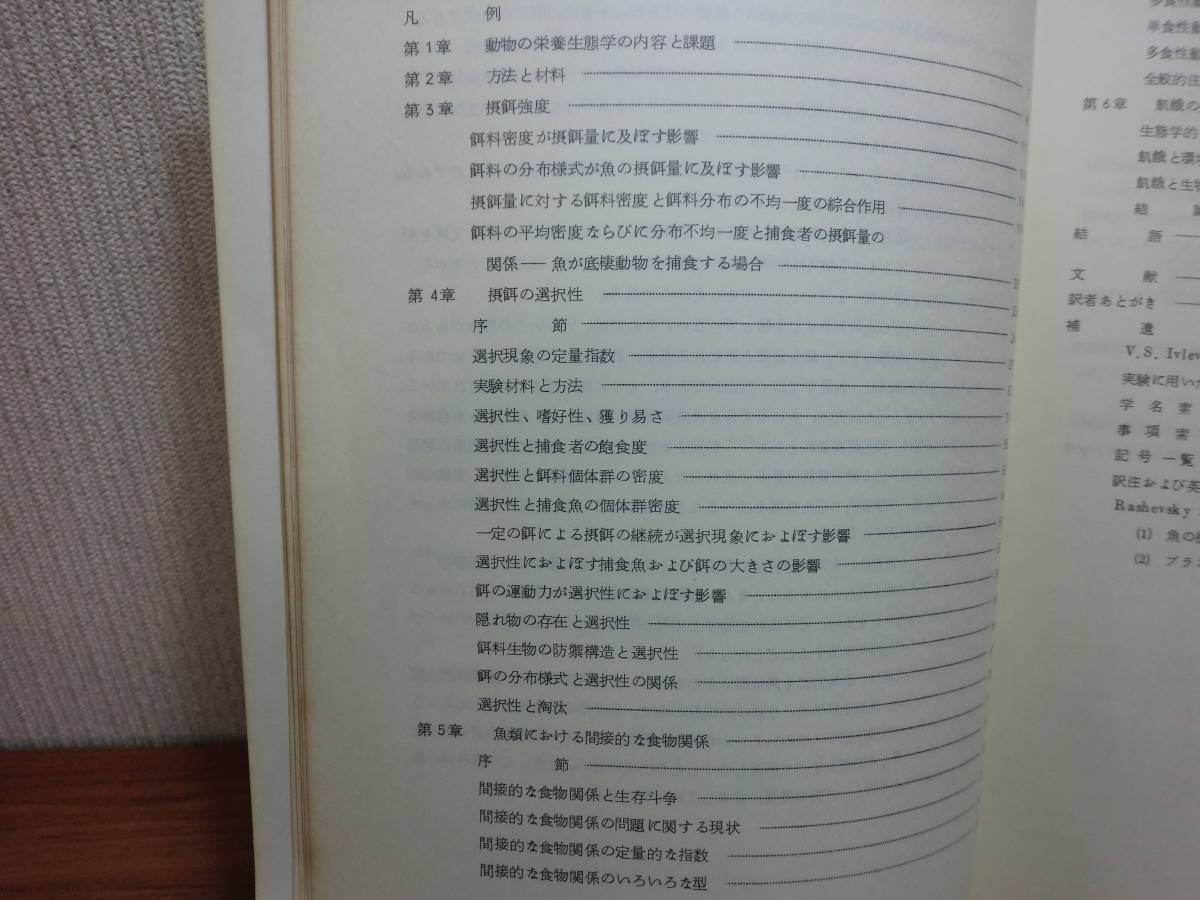 凡 例
第1章 動物の栄養生態学の内容と課題
第2章 方法と材料
第3章 摂餌強度
餌料密度が摂餌量に及ぼす影響
餌料の分布様式が魚の摂餌量に及ぼす影響
摂餌量に対する餌料密度と餌料分布の不均一度の綜合作用
餌料の平均密度ならびに分布不均一度と捕食者の摂餌量の
関係── 魚が底棲動物を捕食する場合
第4章 摂餌の選択性
序 節
選択現象の定量指数
実験材料と方法
選択性、嗜好性、獲り易さ
選択性と捕食者の飽食度
選択性と餌料個体群の密度
選択性と捕食魚の個体群密度
一定の餌による摂餌の継続が選択現象におよぼす影響
選択性におよぼす捕食魚および餌の大きさの影響
餌の運動力が選択性におよぼす影響
隠れ物の存在と選択性
餌料生物の防禦構造と選択性
餌の分布様式と選択性の関係
選択性と淘汰
第5章 魚類における間接的な食物関係
序 節
間接的な食物関係と生存斗争
間接的な食物関係の問題に関する現状
間接的な食物関係の定量的な指数
間接的な食物関係のいろいろな型
多食性動
全般的住
第6章 飢餓の
生態学的
飢餓と環
飢餓と生物
結
結 語
文 献
訳者あとがき
補 遺
V. S. Ivlev
実験に用いた
学 名 索
事 項 索
記号一覧
訳注および英
Rashevsky
(1) 魚の摂
(2) プラ